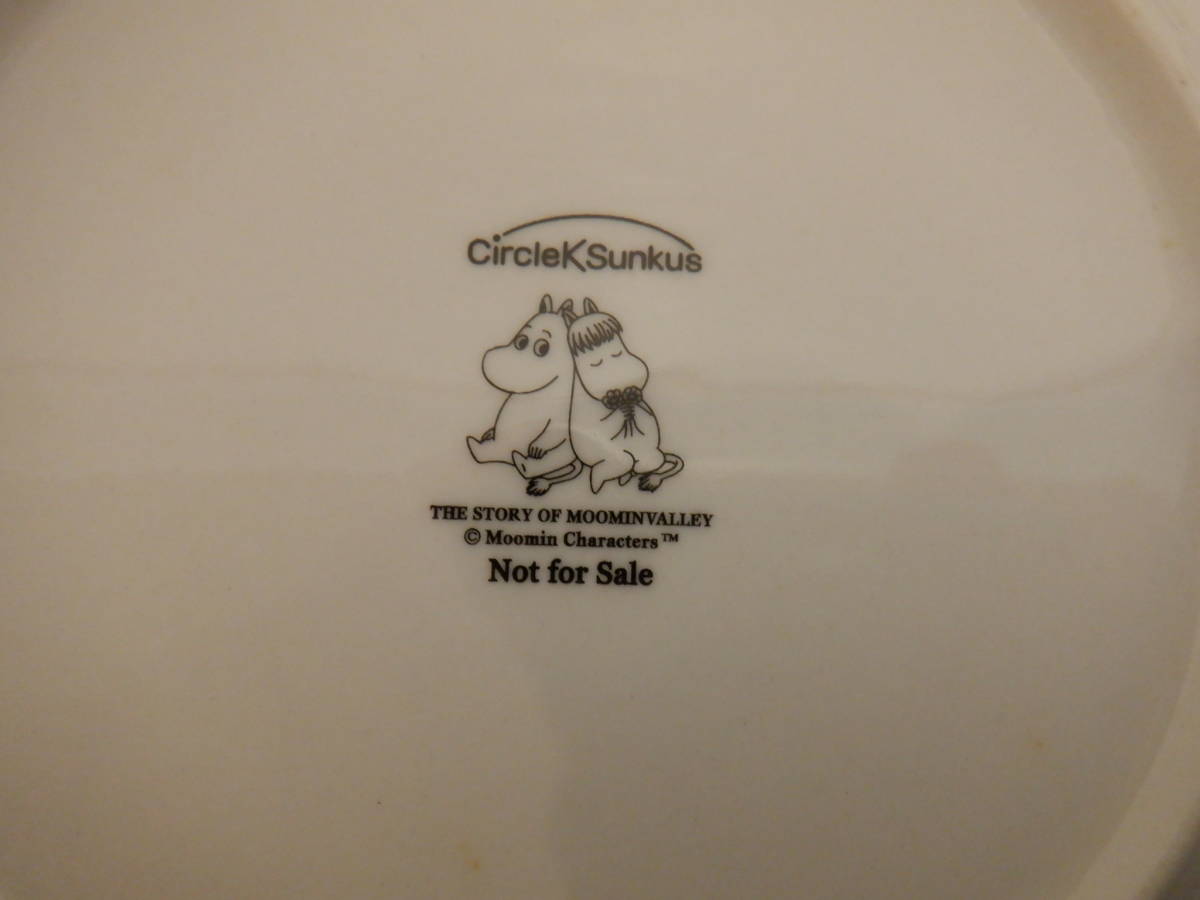 CircleKSunkus
THE STORY OF MOOMINVALLEY
© Moomin Characters™
Not for Sale